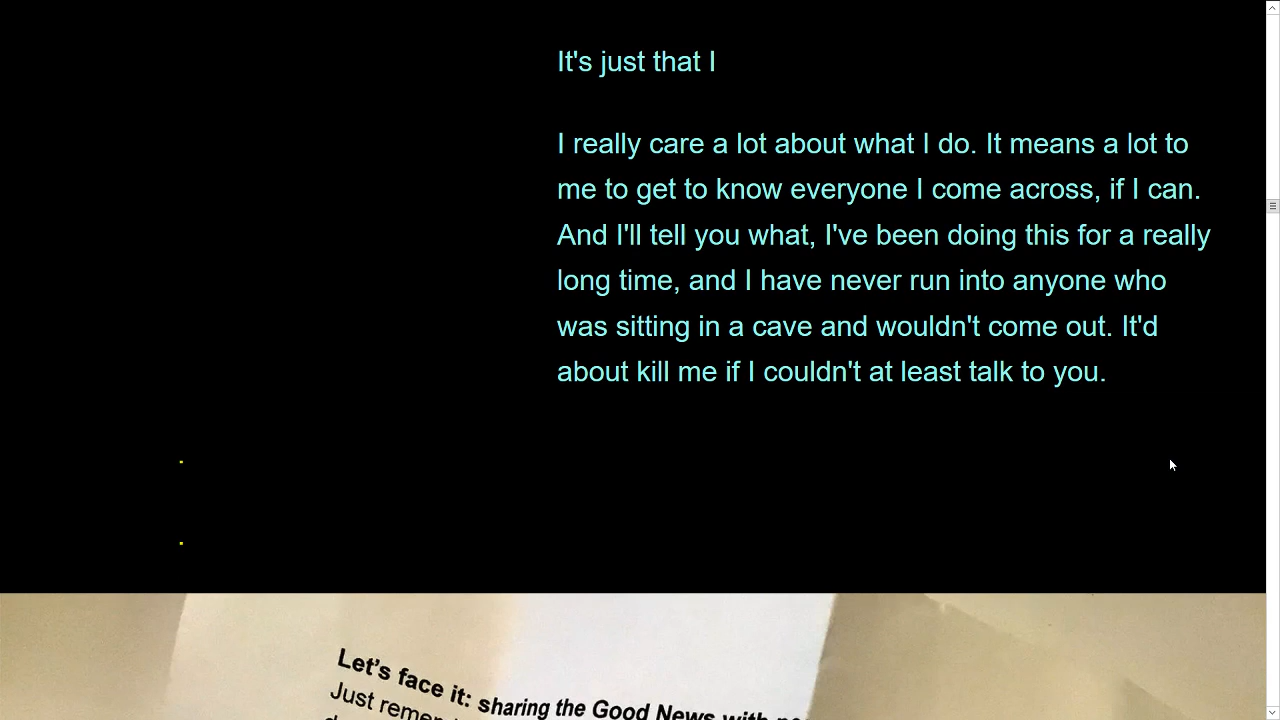 It's just that I
I really care a lot about what I do. It means a lot to
me to get to know everyone I come across, if I can.
And I'll tell you what, I've been doing this for a really
long time, and I have never run into anyone who
was sitting in a cave and wouldn't come out. It'd
about kill me if I couldn't at least talk to you.
.
.
Let's face it: sharing the Good News with
Just